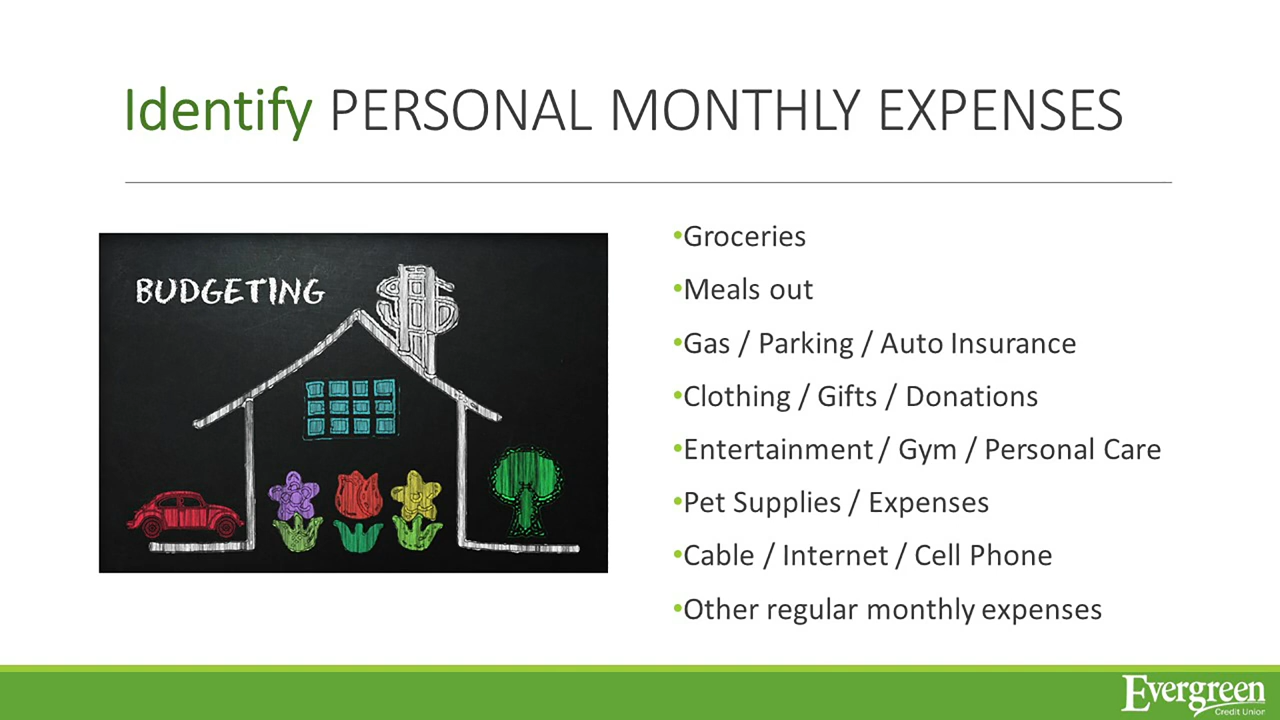 Identify PERSONAL MONTHLY EXPENSES
BUDGETING
•Groceries
•Meals out
•Gas / Parking / Auto Insurance
•Clothing / Gifts / Donations
•Entertainment / Gym / Personal Care
•Pet Supplies / Expenses
•Cable / Internet / Cell Phone
•Other regular monthly expenses
Evergreen
Credit Union